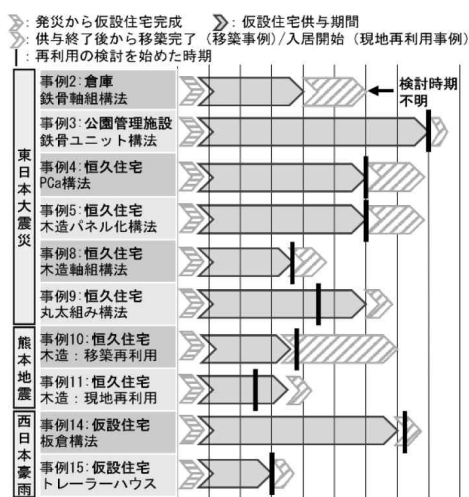 ：発災から仮設住宅完成 ：仮設住宅供与期間
：供与終了後から移築完了（移築事例）/入居開始（現地再利用事例）
：再利用の検討を始めた時期
東日本大震災
事例2：倉庫
鉄骨軸組構法
検討時期
不明
事例3：公園管理施設
鉄骨ユニット構法
事例4：恒久住宅
PCa構法
事例5：恒久住宅
木造パネル化構法
事例8：恒久住宅
木造軸組構法
事例9：恒久住宅
丸太組み構法
熊本地震
事例10：恒久住宅
木造：移築再利用
事例11：恒久住宅
木造：現地再利用
西日本豪雨
事例14：仮設住宅
板倉構法
事例15：仮設住宅
トレーラーハウス